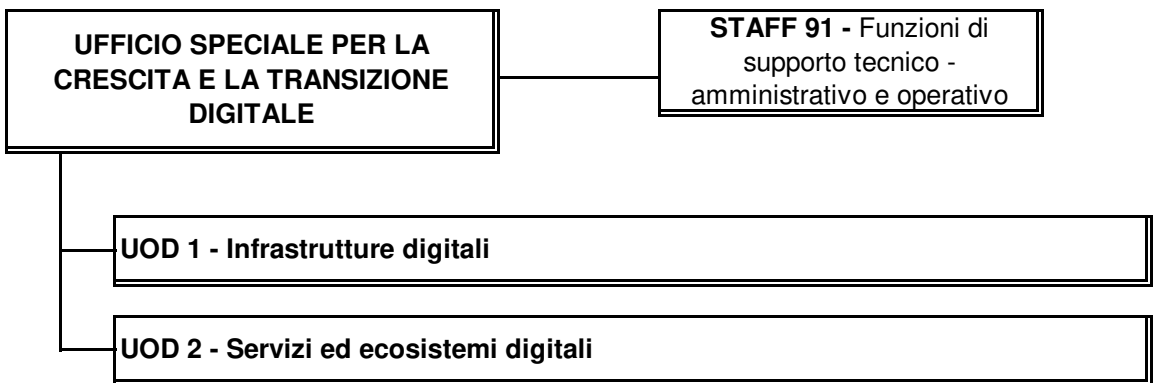 UFFICIO SPECIALE PER LA
CRESCITA E LA TRANSIZIONE
DIGITALE
STAFF 91 - Funzioni di
supporto tecnico -
amministrativo e operativo
UOD 1 - Infrastrutture digitali
UOD 2 - Servizi ed ecosistemi digitali